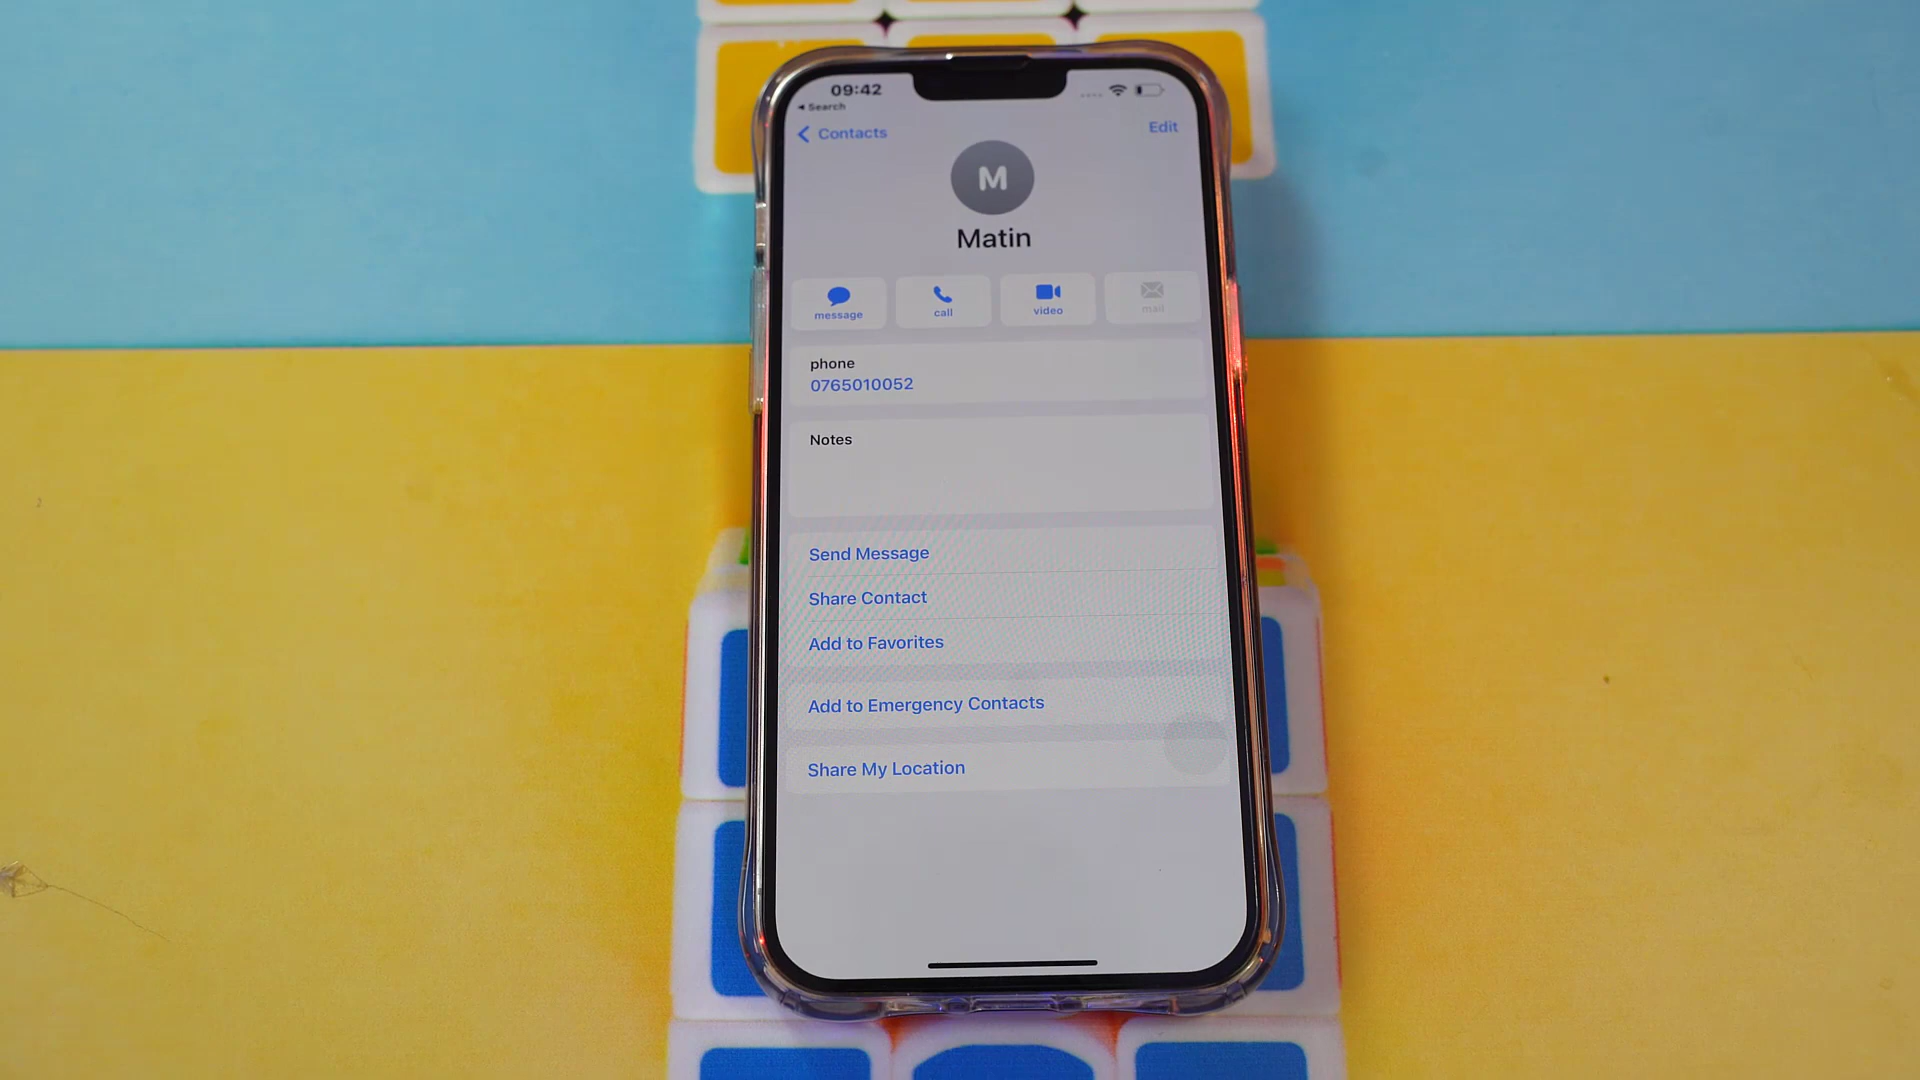 09:42
Search
Contacts
Edit
M
Matin
message
call
video
mail
phone
0765010052
Notes
Send Message
Share Contact
Add to Favorites
Add to Emergency Contacts
Share My Location